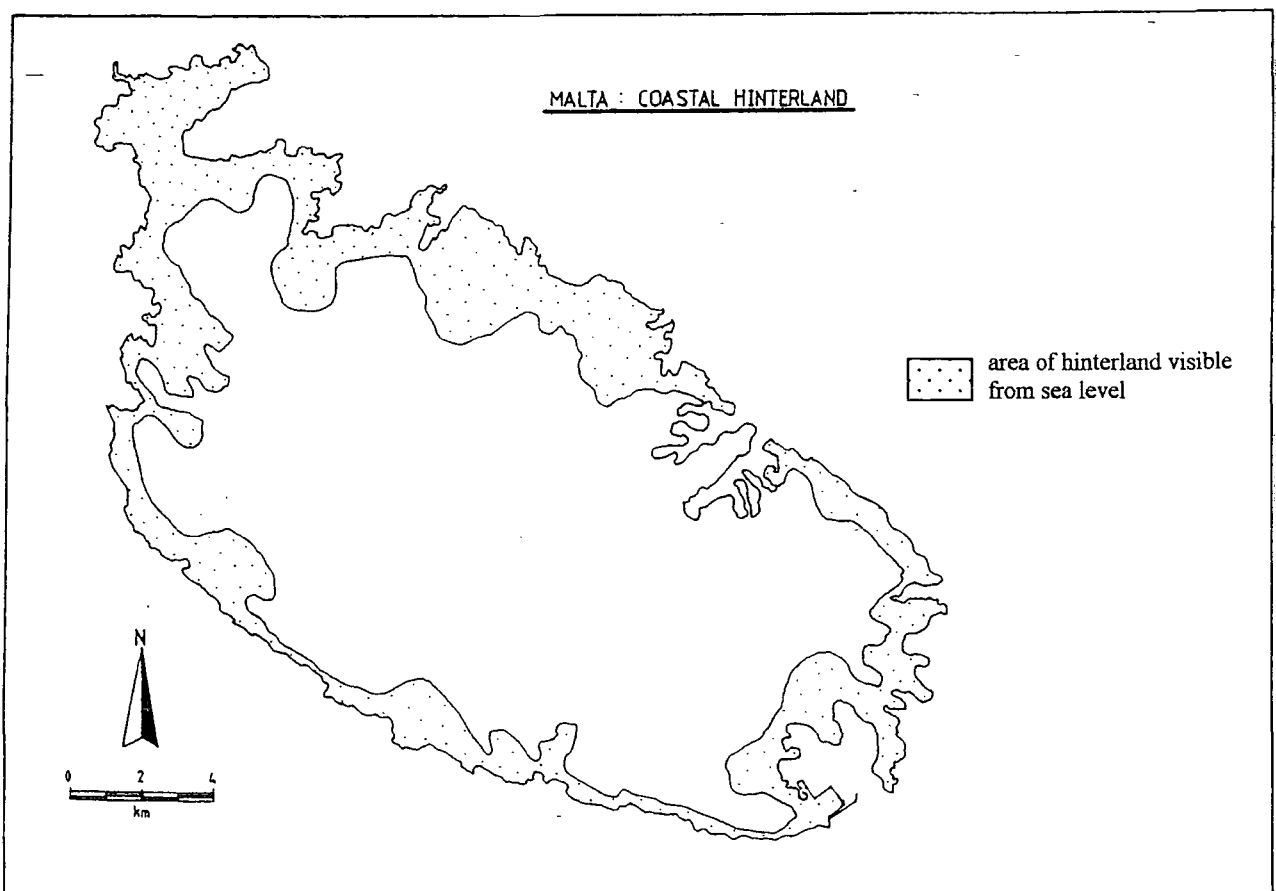 MALTA : COASTAL HINTERLAND
area of hinterland visible
from sea level
N
0 2 4
km